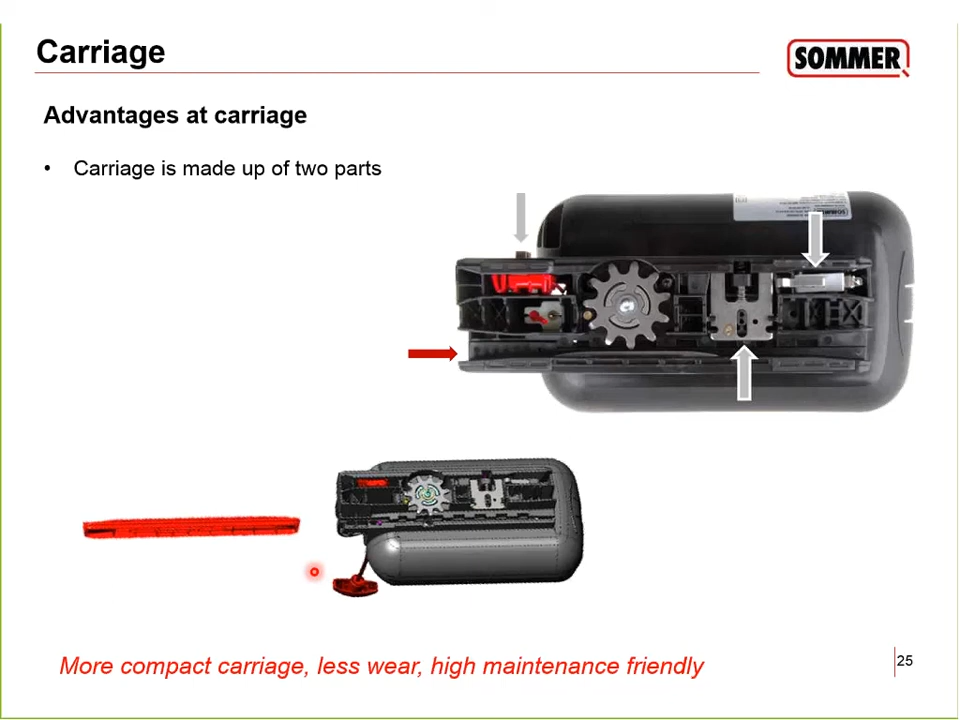 Carriage
SOMMER
Advantages at carriage
• Carriage is made up of two parts
More compact carriage, less wear, high maintenance friendly
25